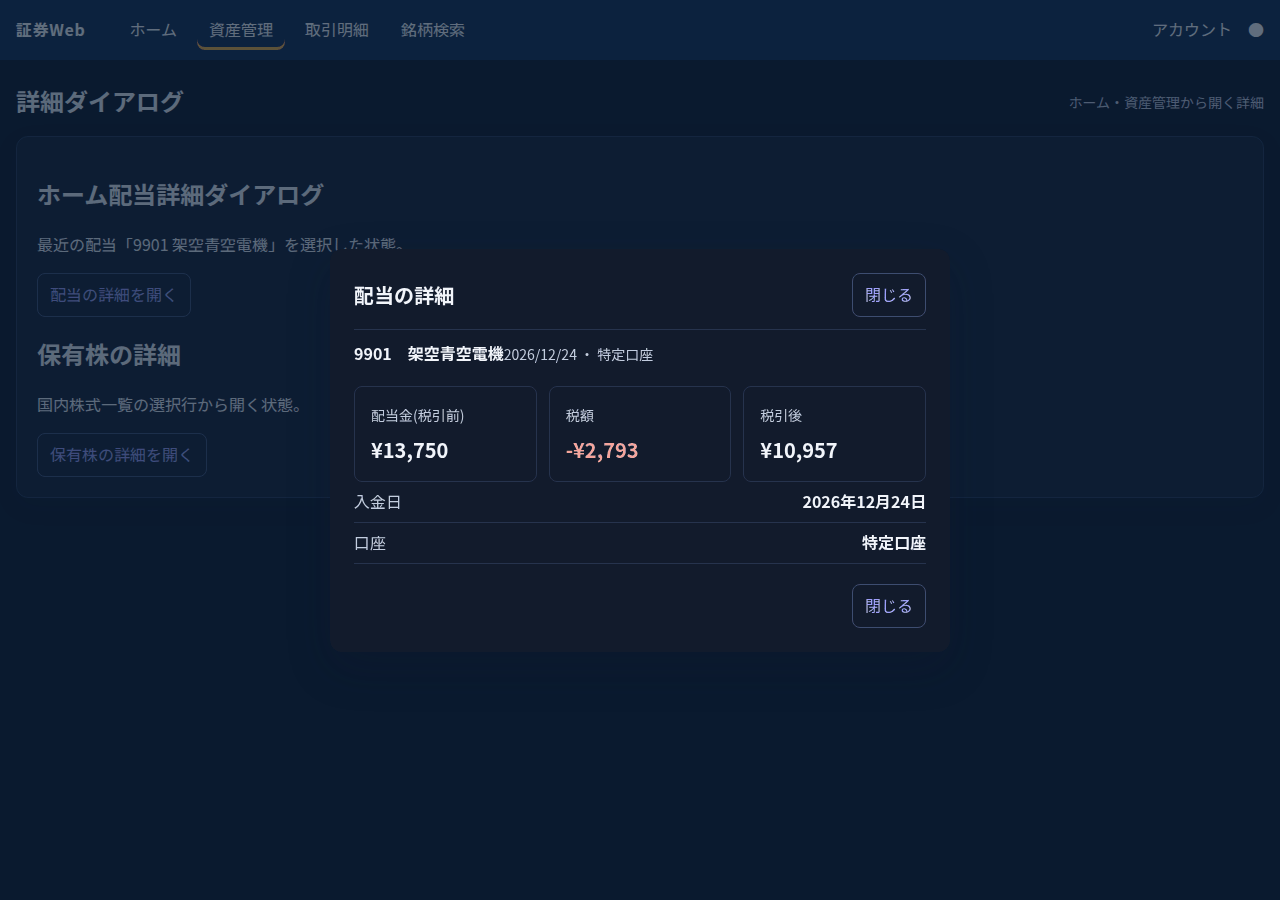 証券Web ホーム 資産管理 取引明細 銘柄検索 アカウント
詳細ダイアログ ホーム・資産管理から開く詳細
ホーム配当詳細ダイアログ
最近の配当「9901 架空青空電機」を選択した状態。
配当の詳細を開く
保有株の詳細
国内株式一覧の選択行から開く状態。
保有株の詳細を開く
配当の詳細 閉じる
9901 架空青空電機2026/12/24 ・ 特定口座
配当金(税引前) 税額 税引後
¥13,750 -¥2,793 ¥10,957
入金日 2026年12月24日
口座 特定口座
閉じる